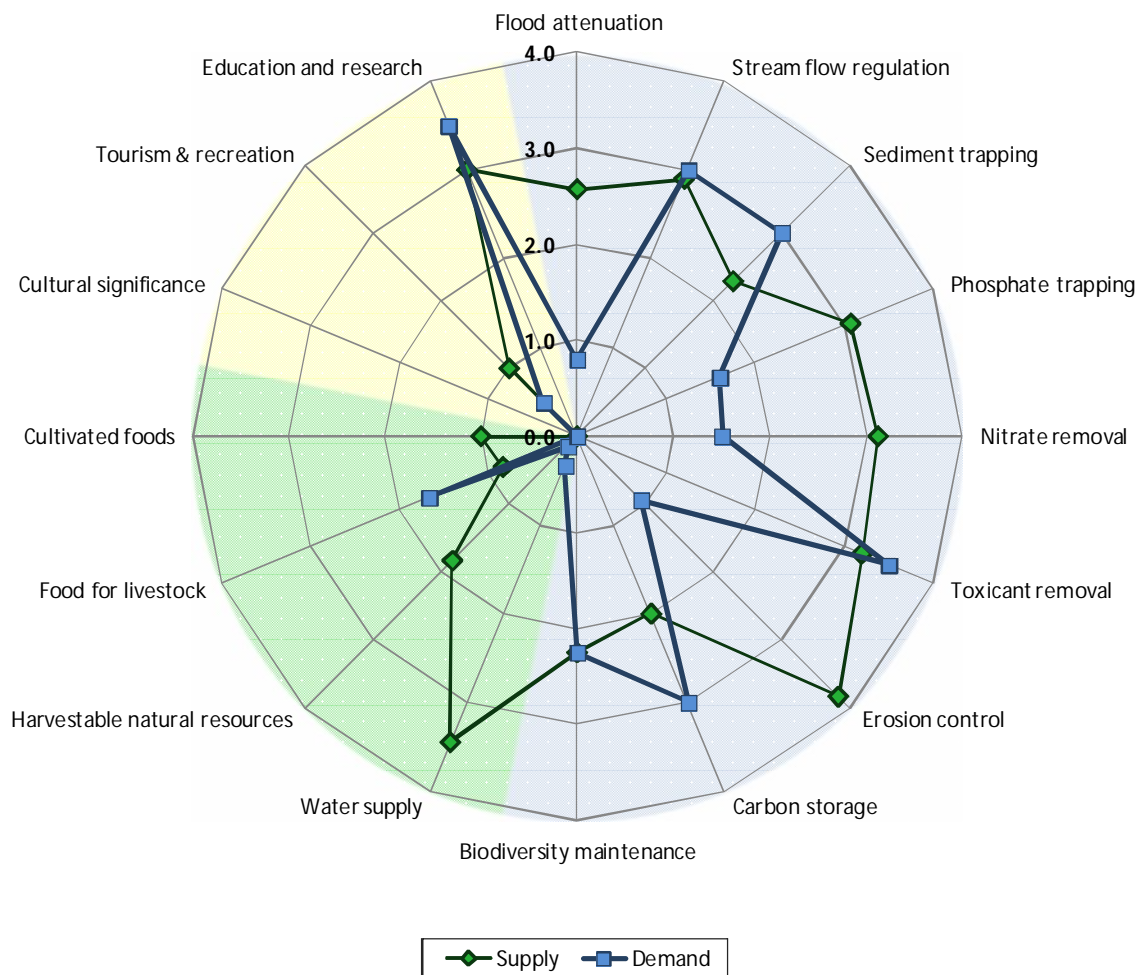 Flood attenuation
Education and research
4.0
Stream flow regulation
Tourism & recreation
3.0
Sediment trapping
Cultural significance
2.0
Phosphate trapping
1.0
Cultivated foods
0.0
Nitrate removal
Food for livestock
Toxicant removal
Harvestable natural resources
Erosion control
Water supply
Carbon storage
Biodiversity maintenance
Supply
Demand